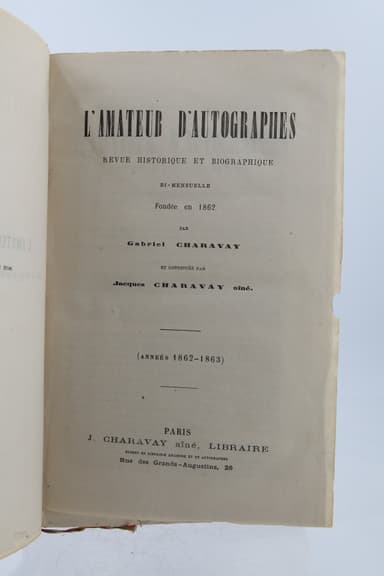 L'AMATEUR D'AUTOGRAPHES
REVUE HISTORIQUE ET BIOGRAPHIQUE
BI-MENSUELLE
Fondée en 1862
PAR
Gabriel CHARAVAY
ET CONTINUÉE PAR
Jacques CHARAVAY aîné.
(ANNÉES 1862-1863)
PARIS
J. CHARAVAY aîné, LIBRAIRE
Rue des Grands-Augustins, 26